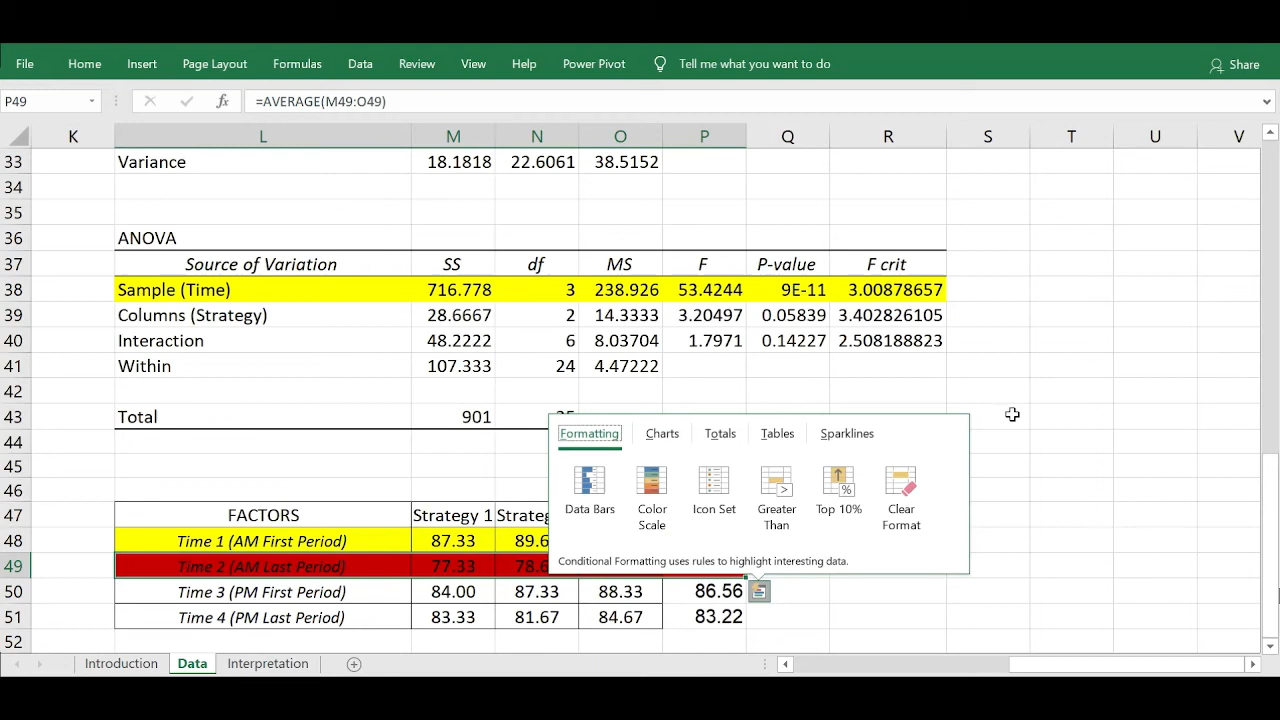 File Home Insert Page Layout Formulas Data Review View Help Power Pivot Tell me what you want to do Share
P49 fx =AVERAGE(M49:O49)
K L M N O P Q R S T U V
33 Variance 18.1818 22.6061 38.5152
34
35
36 ANOVA
37 Source of Variation SS df MS F P-value F crit
38 Sample (Time) 716.778 3 238.926 53.4244 9E-11 3.00878657
39 Columns (Strategy) 28.6667 2 14.3333 3.20497 0.05839 3.402826105
40 Interaction 48.2222 6 8.03704 1.7971 0.14227 2.508188823
41 Within 107.333 24 4.47222
42
43 Total 901
44
45
46
47 FACTORS Strategy 1
48 Time 1 (AM First Period) 87.33 89.6
49 Time 2 (AM Last Period) 77.33 78.6
50 Time 3 (PM First Period) 84.00 87.33 88.33 86.56
51 Time 4 (PM Last Period) 83.33 81.67 84.67 83.22
52
Formatting Charts Totals Tables Sparklines
Data Bars Color Scale Icon Set Greater Than Top 10% Clear Format
Conditional Formatting uses rules to highlight interesting data.
Introduction Data Interpretation